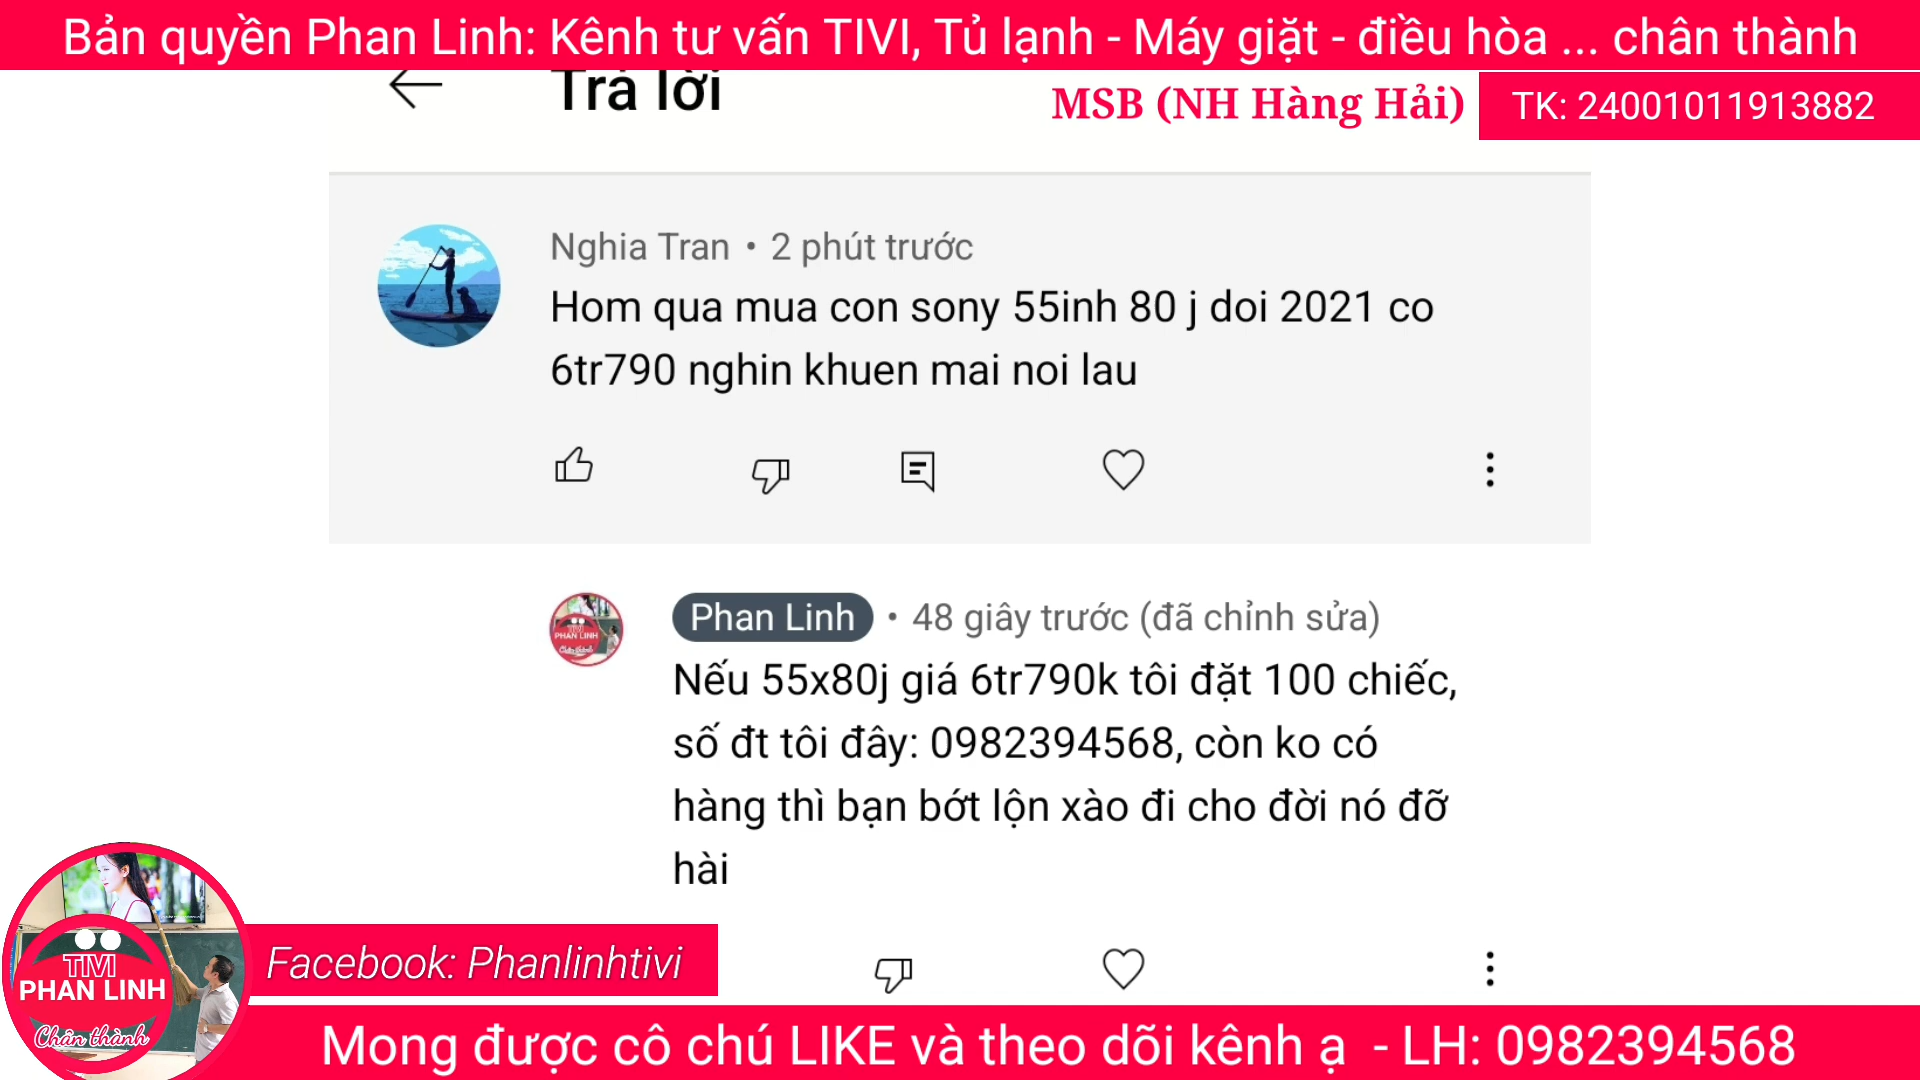 Bản quyền Phan Linh: Kênh tư vấn TIVI, Tủ lạnh - Máy giặt - điều hòa ... chân thành
Trả lời
MSB (NH Hàng Hải)
TK: 24001011913882
Nghia Tran • 2 phút trước
Hom qua mua con sony 55inh 80 j doi 2021 co
6tr790 nghin khuen mai noi lau
TIVI
PHAN LINH
Chân thành
Phan Linh • 48 giây trước (đã chỉnh sửa)
Nếu 55x80j giá 6tr790k tôi đặt 100 chiếc,
số đt tôi đây: 0982394568, còn ko có
hàng thì bạn bớt lộn xào đi cho đời nó đỡ
hài
TIVI
PHAN LINH
Chân thành
Facebook: Phanlinhtivi
Mong được cô chú LIKE và theo dõi kênh ạ - LH: 0982394568